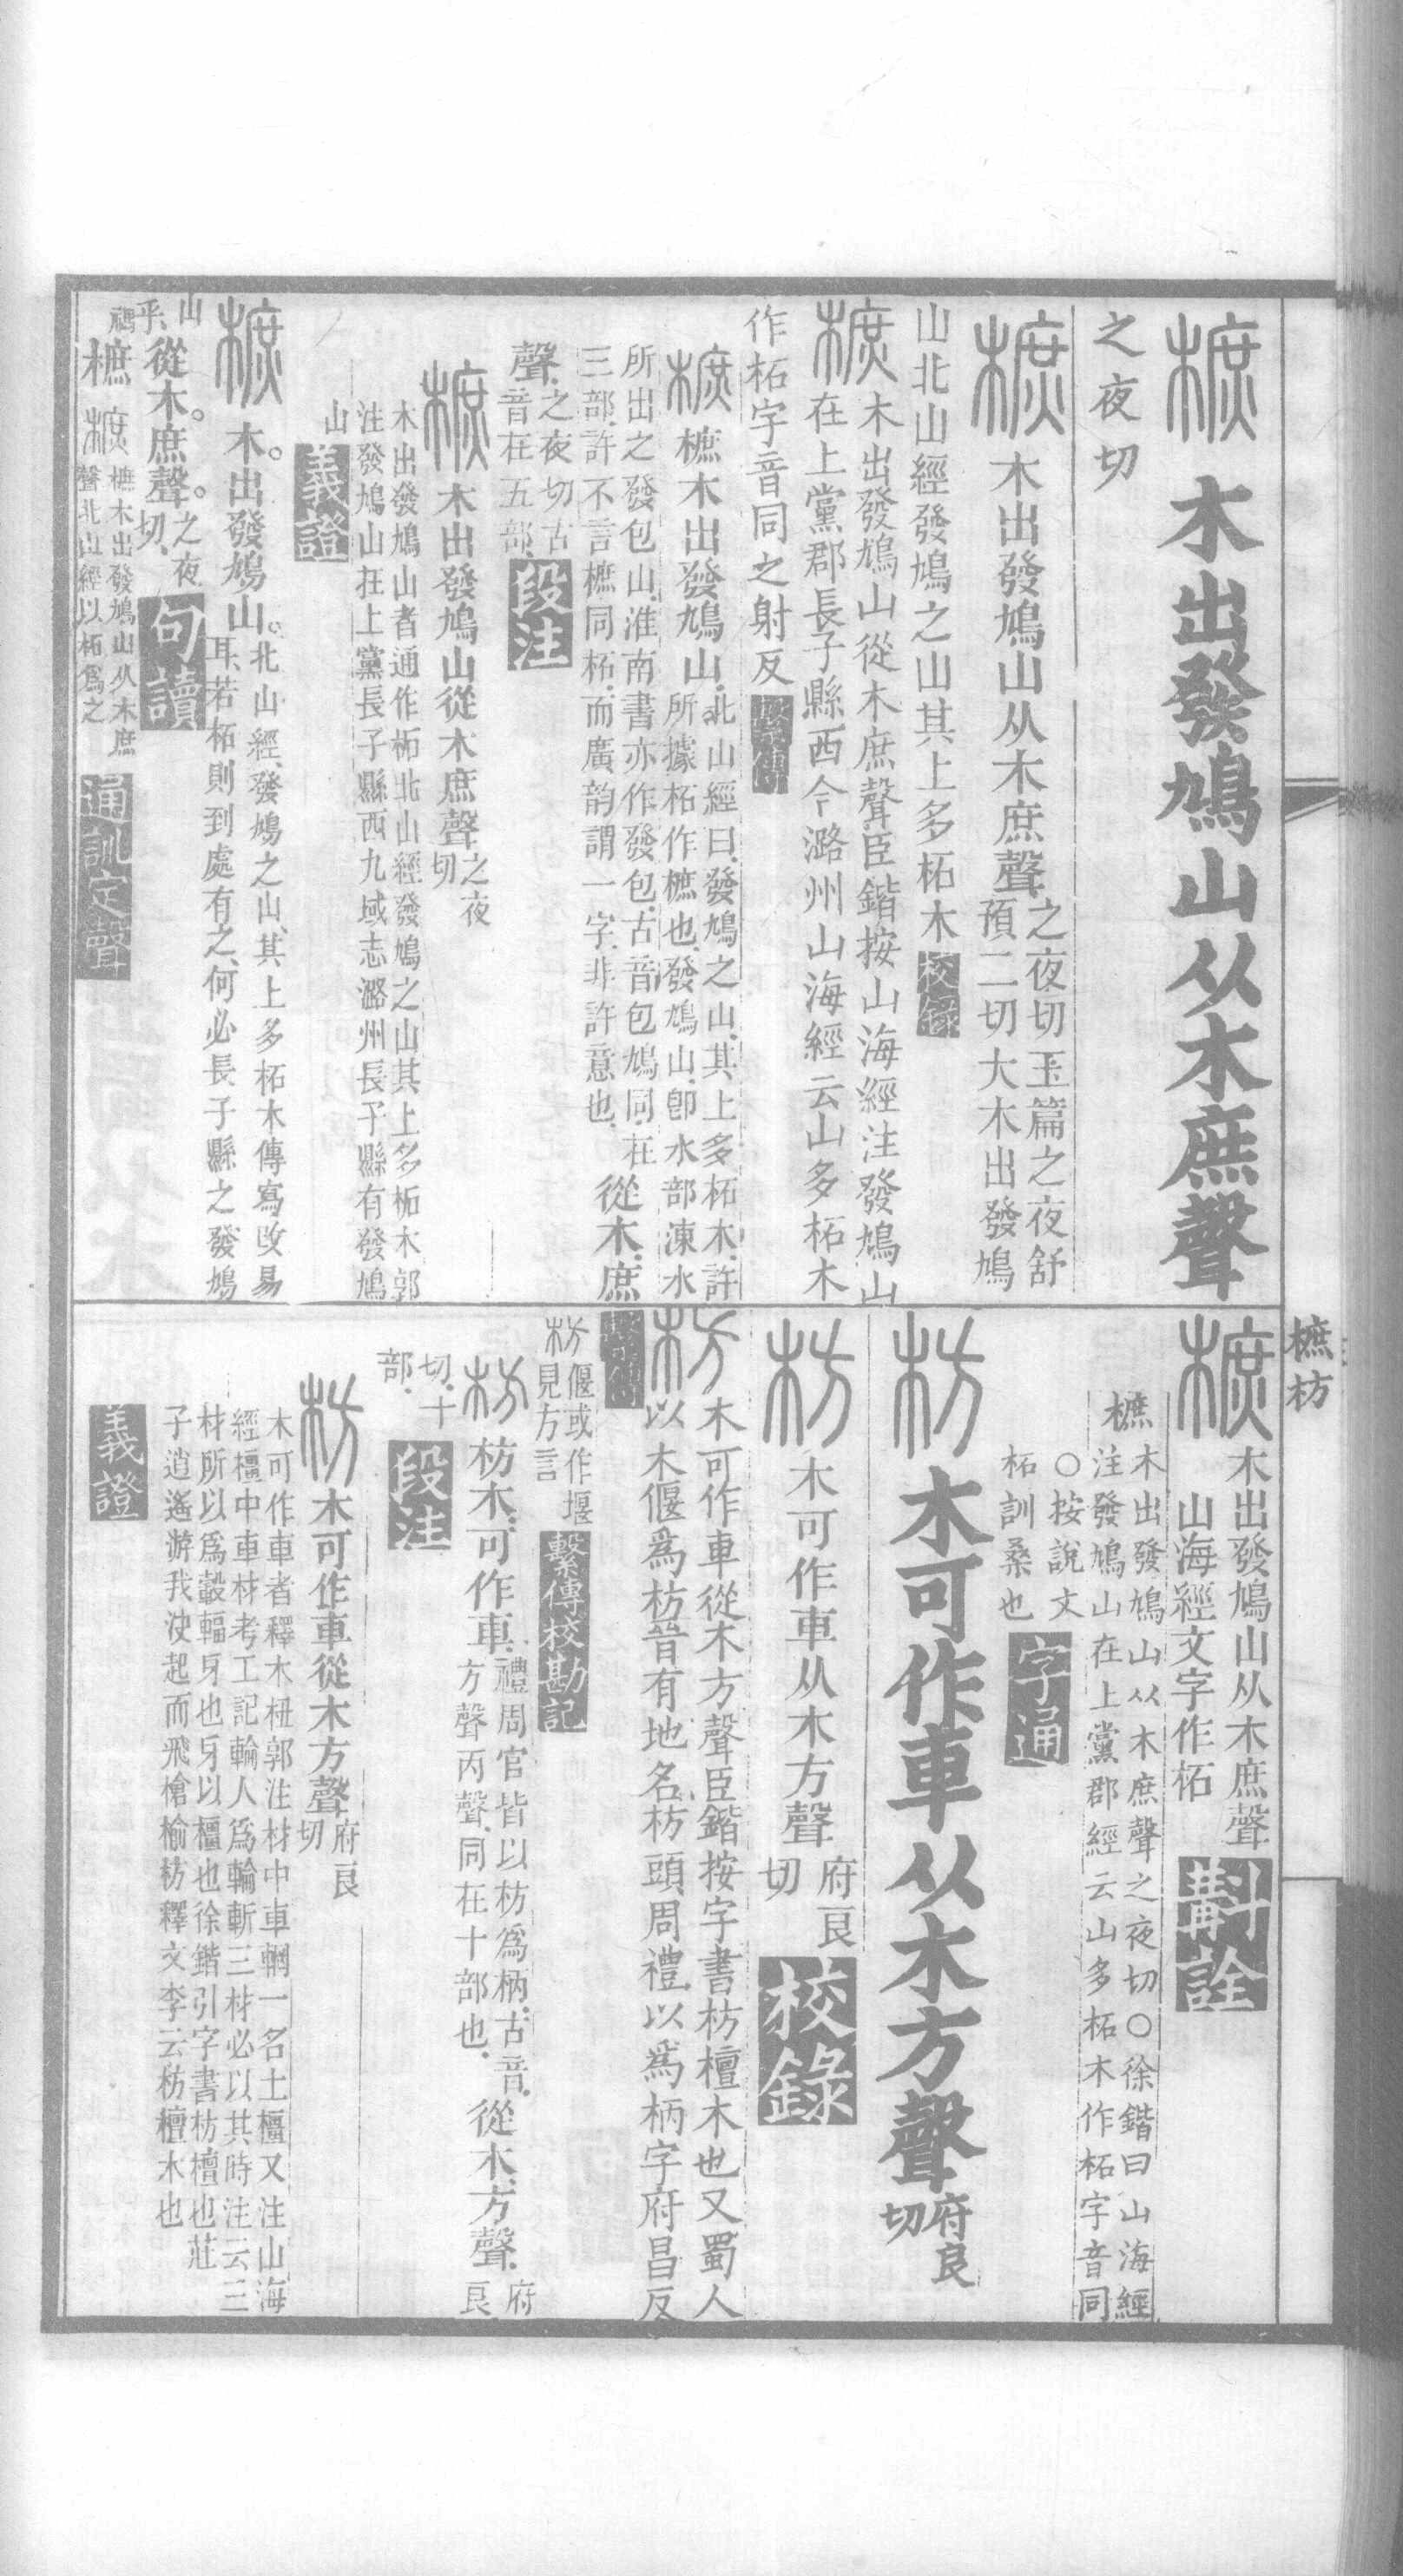 樜 木出發鳩山从木庶聲
之夜切
樜 木出發鳩山从木庶聲之夜切玉篇之夜舒
預二切大木出發鳩
山北山經發鳩之山其上多柘木 校錄
樜 木出發鳩山從木庶聲臣鍇按山海經注發鳩山
在上黨郡長子縣西今潞州山海經云山多柘木
作柘字音同之射反 繫傳
樜 樜木出發鳩山.北山經曰.發鳩之山.其上多柘木.許
所據柘作樜也.發鳩山.卽水部涷水
所出之發包山.淮南書亦作發包.古音包鳩同.在
三部.許不言樜同柘.而廣韵謂一字.非許意也.
從木.庶
聲.之夜切古
音在五部 段注
樜 木出發鳩山從木庶聲之夜
切
木出發鳩山者通作柘北山經發鳩之山其上多柘木郭
注發鳩山在上黨長子縣西九域志潞州長子縣有發鳩
山 義證
樜 木。出發鳩山。北山經、發鳩之山、其上多柘木傳寫改易
耳、若柘則到處有之、何必長子縣之發鳩
山
乎、從木。庶聲。之夜
切、 句讀
樜 樜 樜木出發鳩山从木庶
聲北山經以柘爲之 通訓定聲
樜枋
樜 木出發鳩山从木庶聲
山海經文字作柘 斠詮
樜 木出發鳩山从木庶聲之夜切〇徐鍇曰山海經
注發鳩山在上黨郡經云山多柘木作柘字音同
〇按說文
柘訓桑也 字通
枋 木可作車从木方聲府良
切
枋 木可作車从木方聲府良
切 校錄
枋 木可作車從木方聲臣鍇按字書枋檀木也又蜀人
以木偃爲枋晉有地名枋頭周禮以爲柄字府昌反
繫傳
枋 偃或作堰
見方言 繫傳校勘記
枋 枋木.可作車.禮周官皆以枋爲柄.古音.
方聲丙聲.同在十部也.
從木.方聲.府良
切.十
部. 段注
枋 木可作車從木方聲府良
切
木可作車者釋木杻郭注材中車輞一名土橿又注山海
經橿中車材考工記輪人爲輪斬三材必以其時注云三
材所以爲轂輻牙也牙以橿也徐鍇引字書枋檀也莊
子逍遙游我決起而飛槍榆枋釋文李云枋檀木也
義證